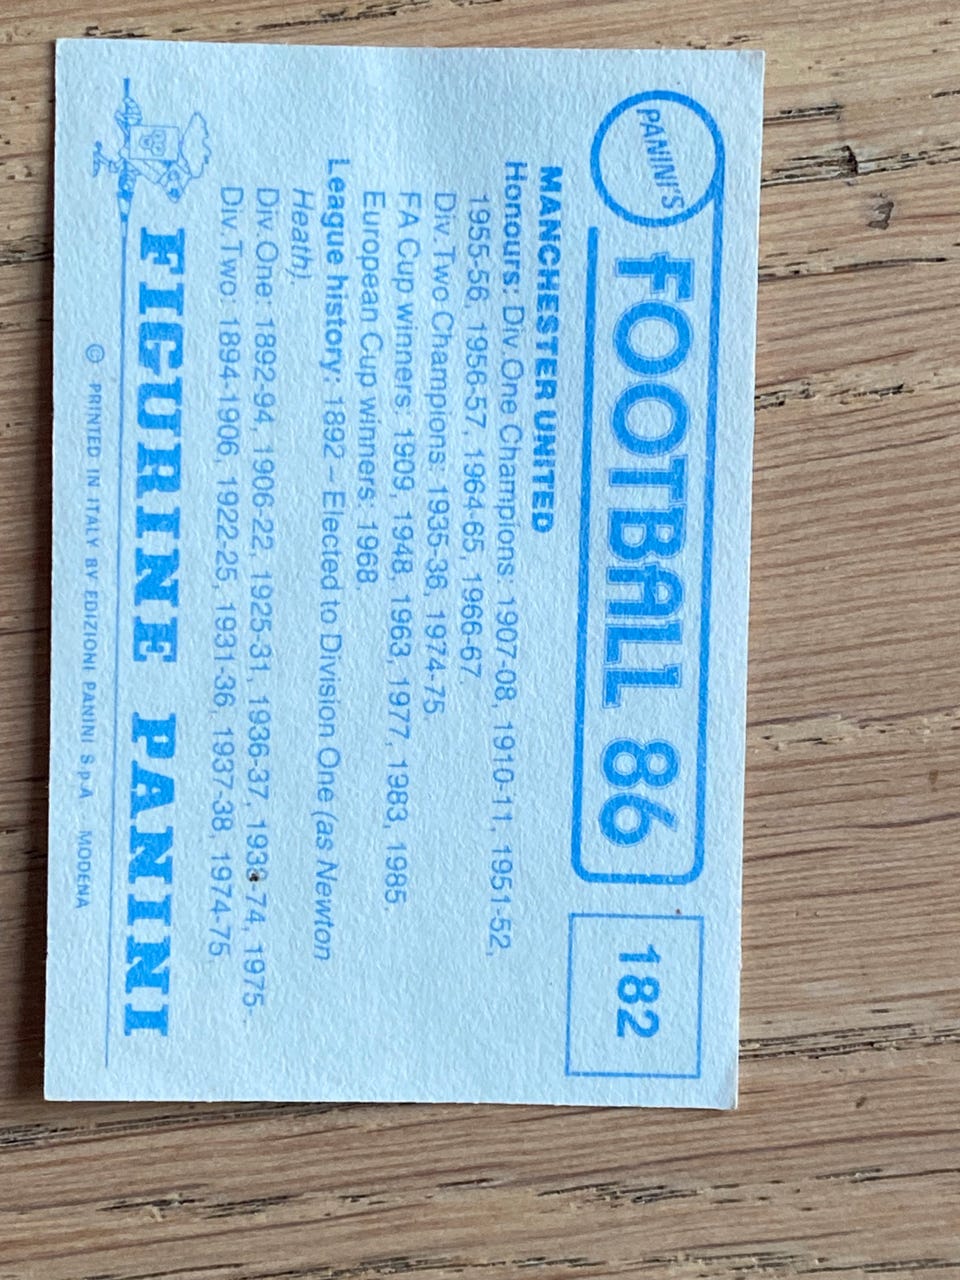 PANINI'S
FOOTBALL 86
182
MANCHESTER UNITED
Honours: Div.One Champions: 1907-08, 1910-11, 1951-52,
1955-56, 1956-57, 1964-65, 1966-67.
Div.Two Champions: 1935-36, 1974-75.
FA Cup winners: 1909, 1948, 1963, 1977, 1983, 1985.
European Cup winners: 1968.
League history: 1892 – Elected to Division One (as Newton
Heath).
Div.One: 1892-94, 1906-22, 1925-31, 1936-37, 1938-74, 1975-.
Div.Two: 1894-1906, 1922-25, 1931-36, 1937-38, 1974-75.
FIGURINE PANINI
© PRINTED IN ITALY BY EDIZIONI PANINI S.p.A. - MODENA